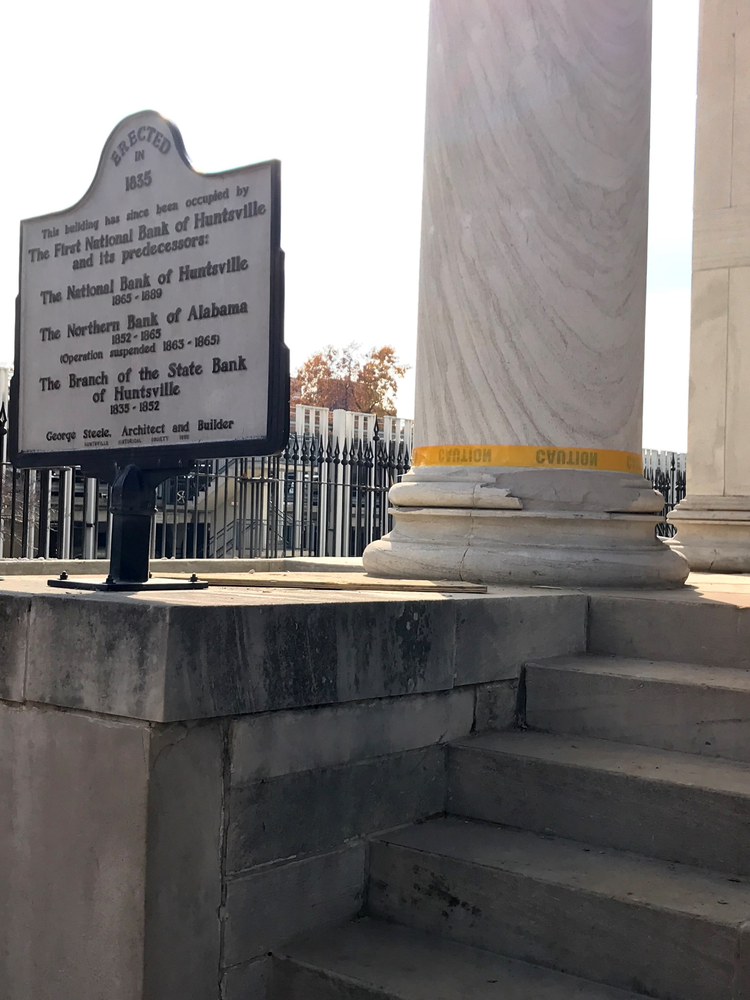 ERECTED
IN
1835
This building has since been occupied by
The First National Bank of Huntsville
and its predecessors:
The National Bank of Huntsville
1865 - 1889
The Northern Bank of Alabama
1852 - 1865
(Operation suspended 1863 - 1865)
The Branch of the State Bank
of Huntsville
1835 - 1852
George Steele, Architect and Builder
HUNTSVILLE HISTORICAL SOCIETY
CAUTION CAUTION